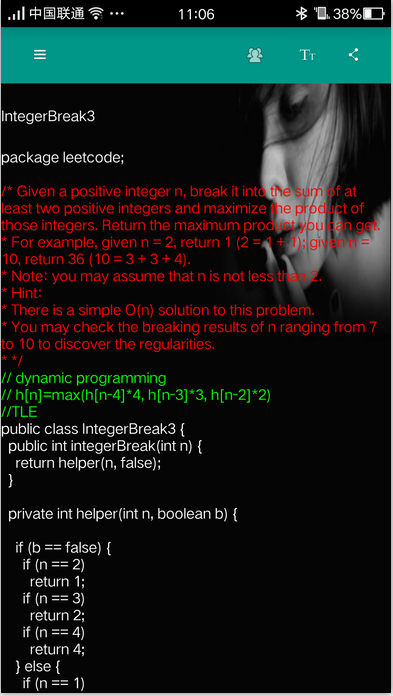 中国联通 ••• 11:06 38%
TT
IntegerBreak3
package leetcode;
/* Given a positive integer n, break it into the sum of at
least two positive integers and maximize the product of
those integers. Return the maximum product you can get.
* For example, given n = 2, return 1 (2 = 1 + 1); given n =
10, return 36 (10 = 3 + 3 + 4).
* Note: you may assume that n is not less than 2.
* Hint:
* There is a simple O(n) solution to this problem.
* You may check the breaking results of n ranging from 7
to 10 to discover the regularities.
* */
// dynamic programming
// h[n]=max(h[n-4]*4, h[n-3]*3, h[n-2]*2)
//TLE
public class IntegerBreak3 {
public int integerBreak(int n) {
return helper(n, false);
}
private int helper(int n, boolean b) {
if (b == false) {
if (n == 2)
return 1;
if (n == 3)
return 2;
if (n == 4)
return 4;
} else {
if (n == 1)